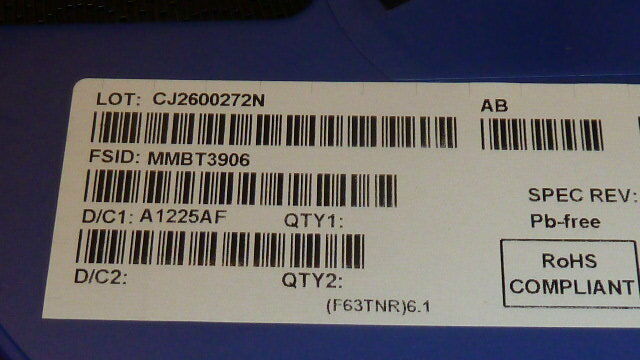 LOT: CJ2600272N
AB
FSID: MMBT3906
D/C1: A1225AF QTY1:
SPEC REV:
Pb-free
D/C2: QTY2:
RoHS
COMPLIANT
(F63TNR)6.1